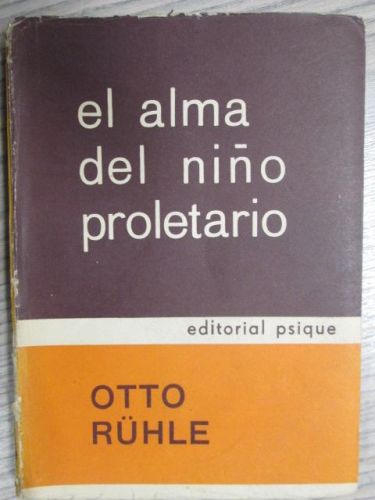 el alma
del niño
proletario
editorial psique
OTTO
RÜHLE